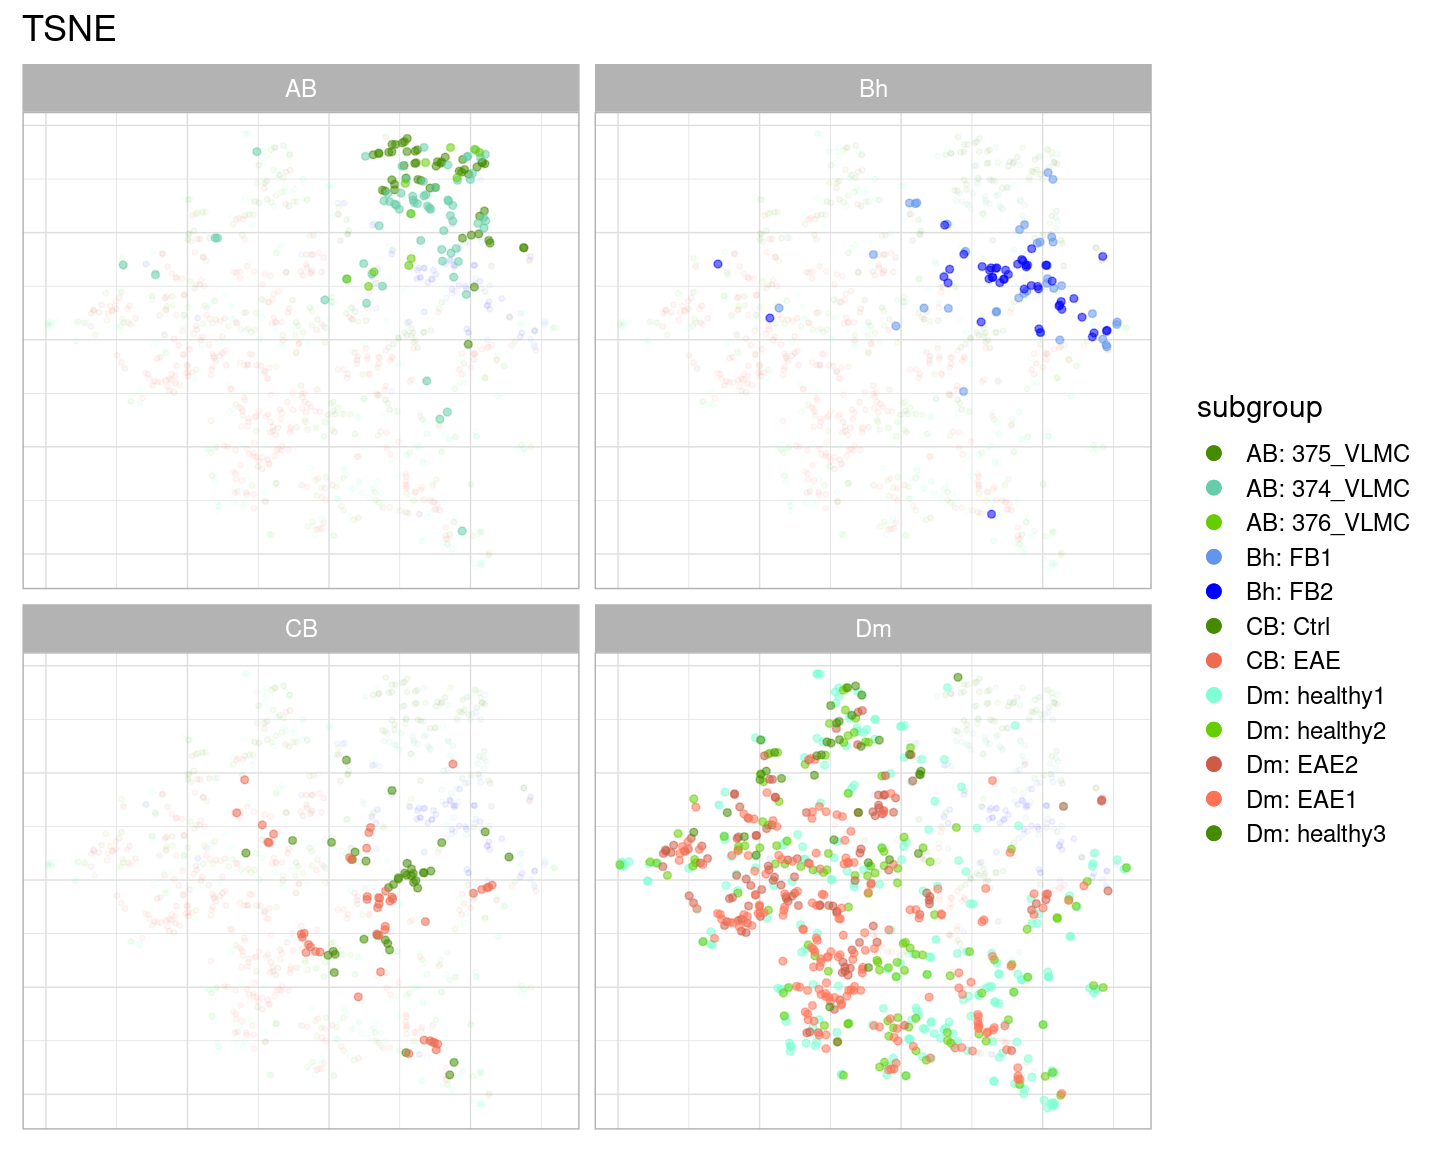 TSNE
AB
Bh
CB
Dm
subgroup
AB: 375_VLMC
AB: 374_VLMC
AB: 376_VLMC
Bh: FB1
Bh: FB2
CB: Ctrl
CB: EAE
Dm: healthy1
Dm: healthy2
Dm: EAE2
Dm: EAE1
Dm: healthy3